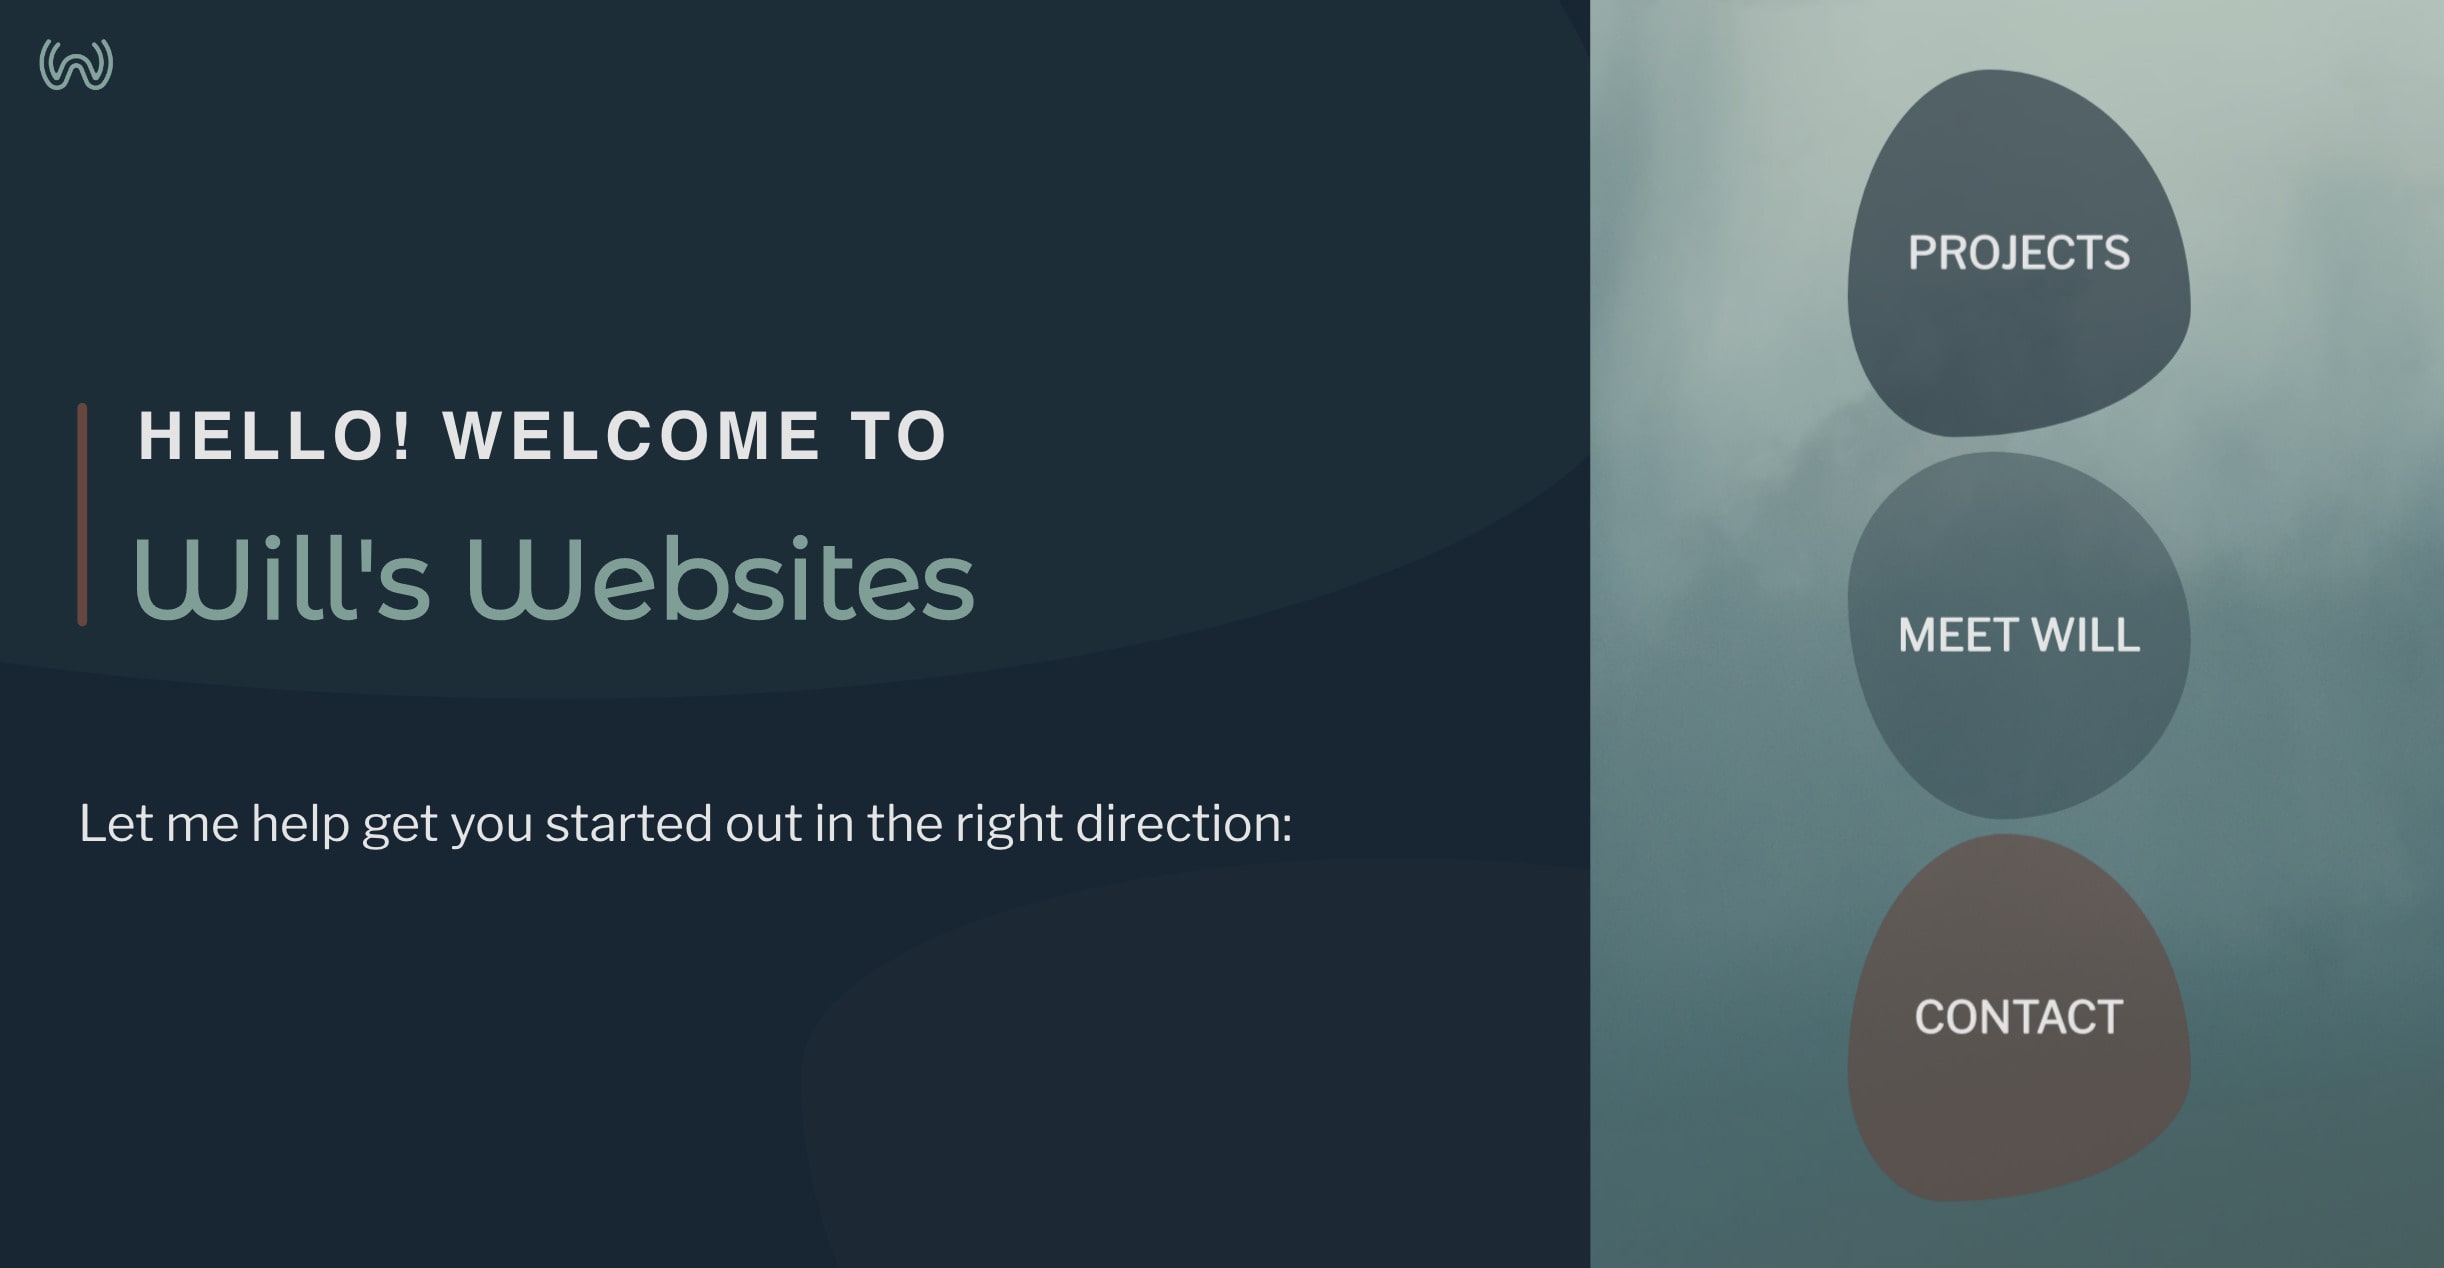 HELLO! WELCOME TO
Will's Websites
Let me help get you started out in the right direction:
PROJECTS
MEET WILL
CONTACT